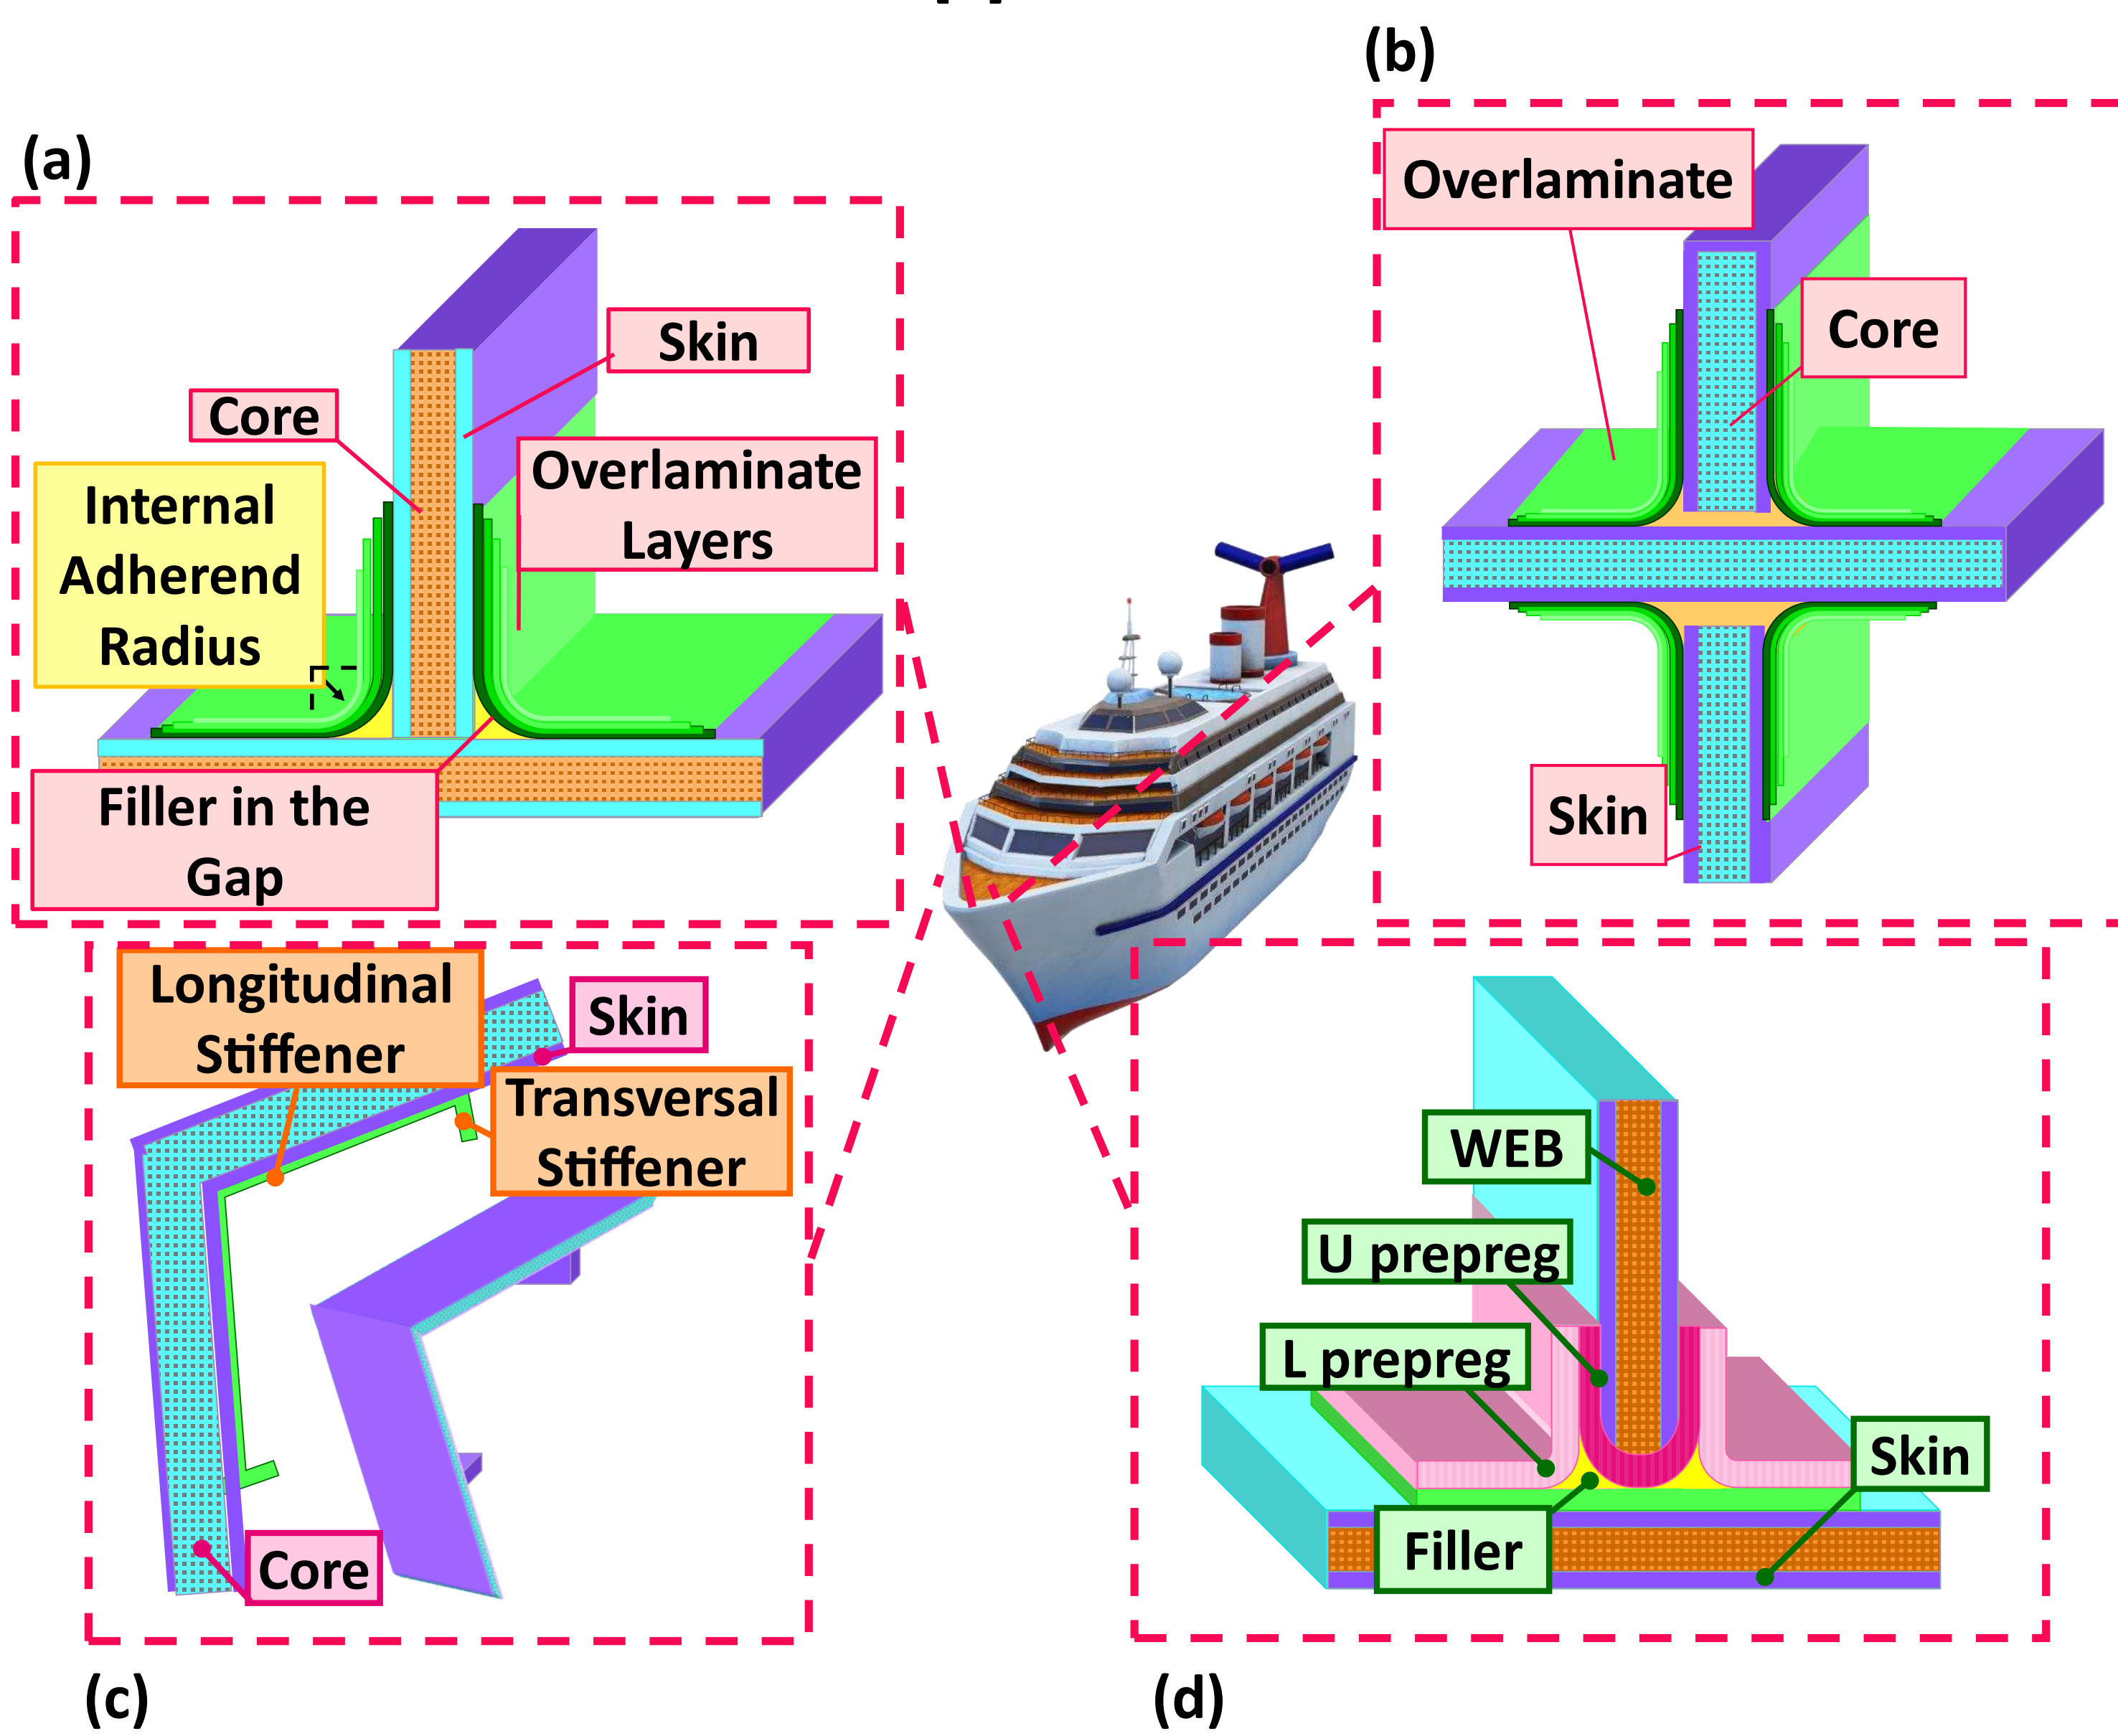 (a)
Skin
Core
Overlaminate
Layers
Internal
Adherend
Radius
Filler in the
Gap
(b)
Overlaminate
Core
Skin
Longitudinal
Stiffener
Skin
Transversal
Stiffener
Core
(c)
WEB
U prepreg
L prepreg
Skin
Filler
(d)